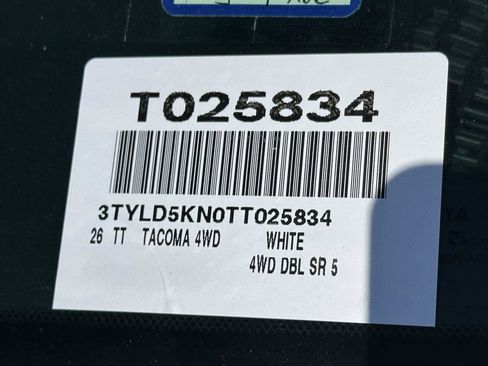 T025834
3TYLD5KN0TT025834
26 TT TACOMA 4WD WHITE
4WD DBL SR 5